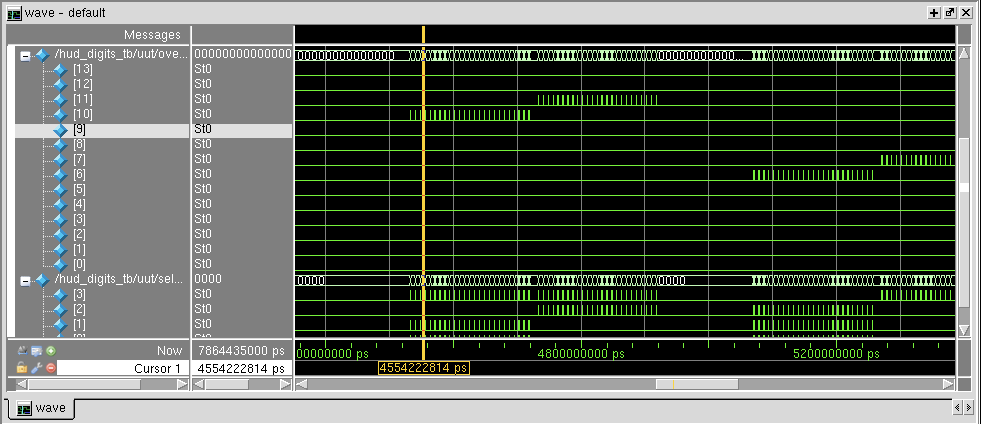 wave - default
Messages
/hud_digits_tb/uut/ove... 00000000000000 00000000000000
[13] St0
[12] St0
[11] St0
[10] St0
[9] St0
[8] St0
[7] St0
[6] St0
[5] St0
[4] St0
[3] St0
[2] St0
[1] St0
[0] St0
/hud_digits_tb/uut/sel... 0000 0000 0000
[3] St0
[2] St0
[1] St0
Now 7864435000 ps 00000000 ps 4800000000 ps 5200000000 ps
Cursor 1 4554222814 ps 4554222814 ps
wave